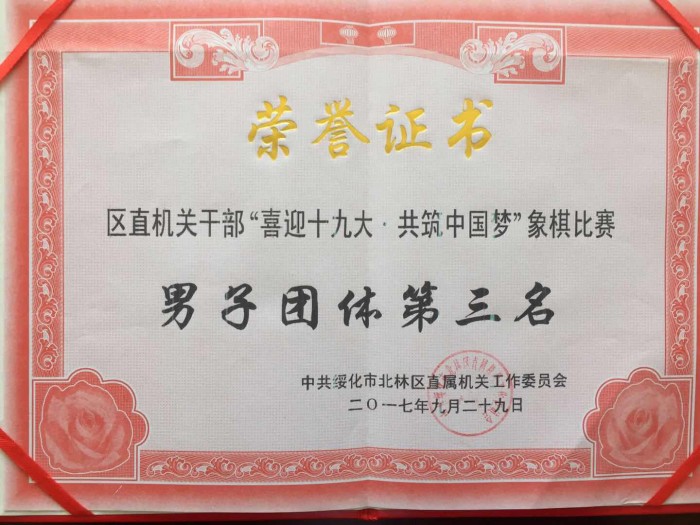 荣誉证书
区直机关干部“喜迎十九大·共筑中国梦”象棋比赛
男子团体第三名
中共绥化市北林区直属机关工作委员会
二〇一七年九月二十九日